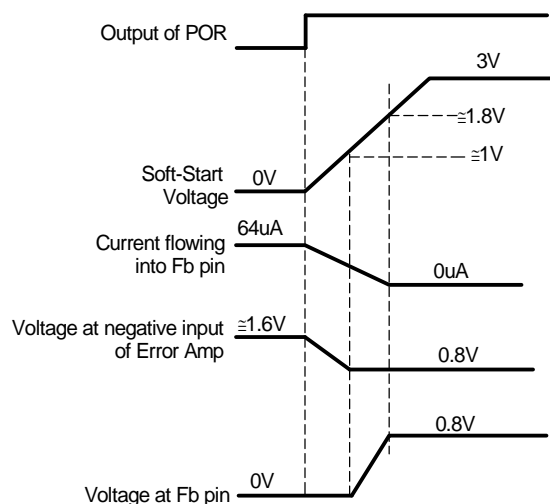 Output of POR
3V
≅1.8V
≅1V
Soft-Start
Voltage
0V
64uA
Current flowing
into Fb pin
0uA
Voltage at negative input
of Error Amp
≅1.6V
0.8V
0.8V
Voltage at Fb pin
0V